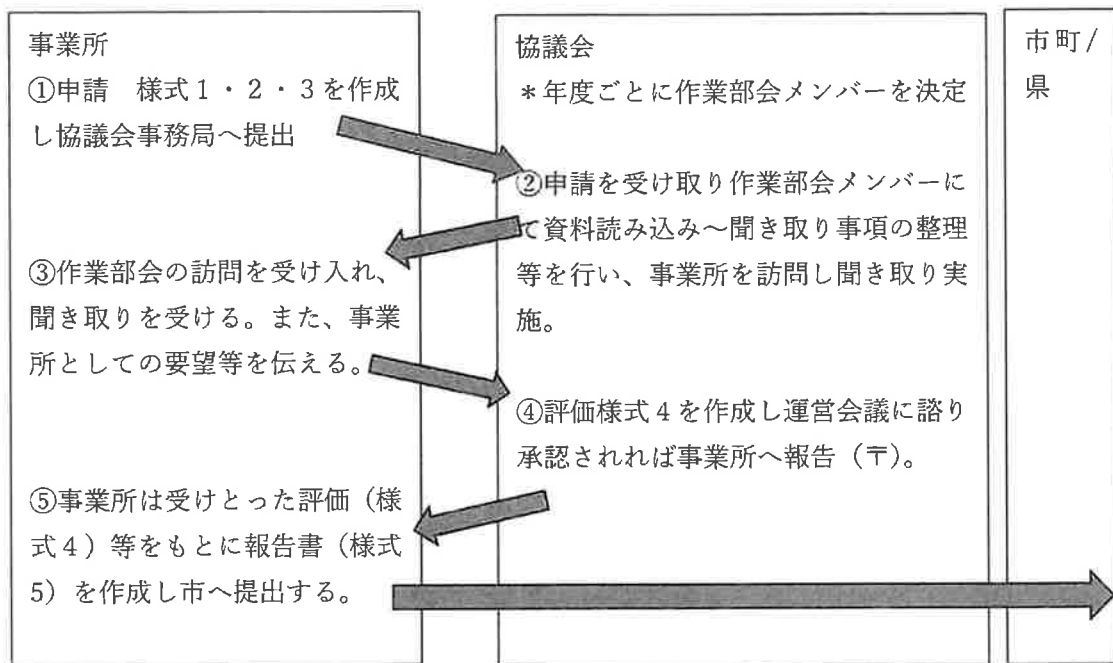 事業所
①申請　様式１・２・３を作成
し協議会事務局へ提出
③作業部会の訪問を受け入れ、
聞き取りを受ける。また、事業
所としての要望等を伝える。
⑤事業所は受けとった評価（様
式４）等をもとに報告書（様式
5）を作成し市へ提出する。
協議会
＊年度ごとに作業部会メンバーを決定
②申請を受け取り作業部会メンバーに
て資料読み込み～聞き取り事項の整理
等を行い、事業所を訪問し聞き取り実
施。
④評価様式４を作成し運営会議に諮り
承認されれば事業所へ報告（〒）。
市町/
県